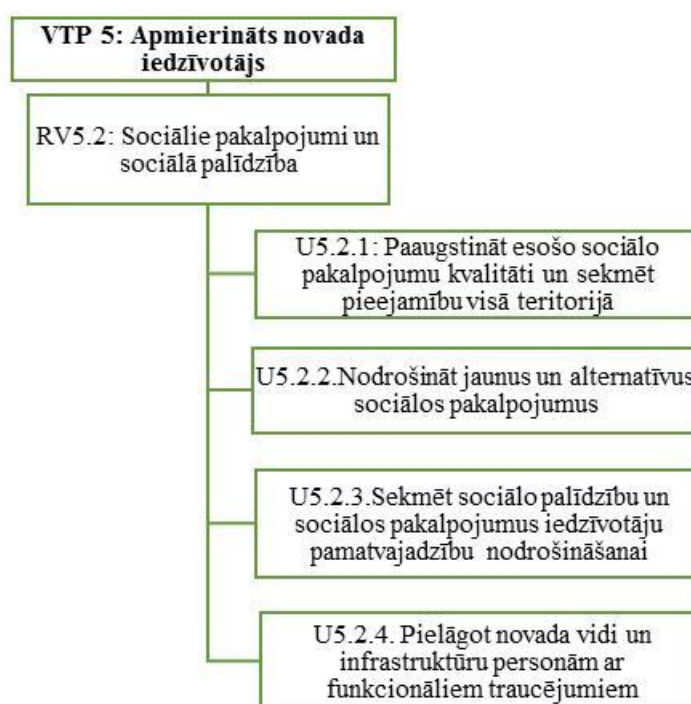 VTP 5: Apmierināts novada
iedzīvotājs
RV5.2: Sociālie pakalpojumi un
sociālā palīdzība
U5.2.1: Paaugstināt esošo sociālo
pakalpojumu kvalitāti un sekmēt
pieejamību visā teritorijā
U5.2.2.Nodrošināt jaunus un alternatīvus
sociālos pakalpojumus
U5.2.3.Sekmēt sociālo palīdzību un
sociālos pakalpojumus iedzīvotāju
pamatvajadzību nodrošināšanai
U5.2.4. Pielāgot novada vidi un
infrastruktūru personām ar
funkcionāliem traucējumiem